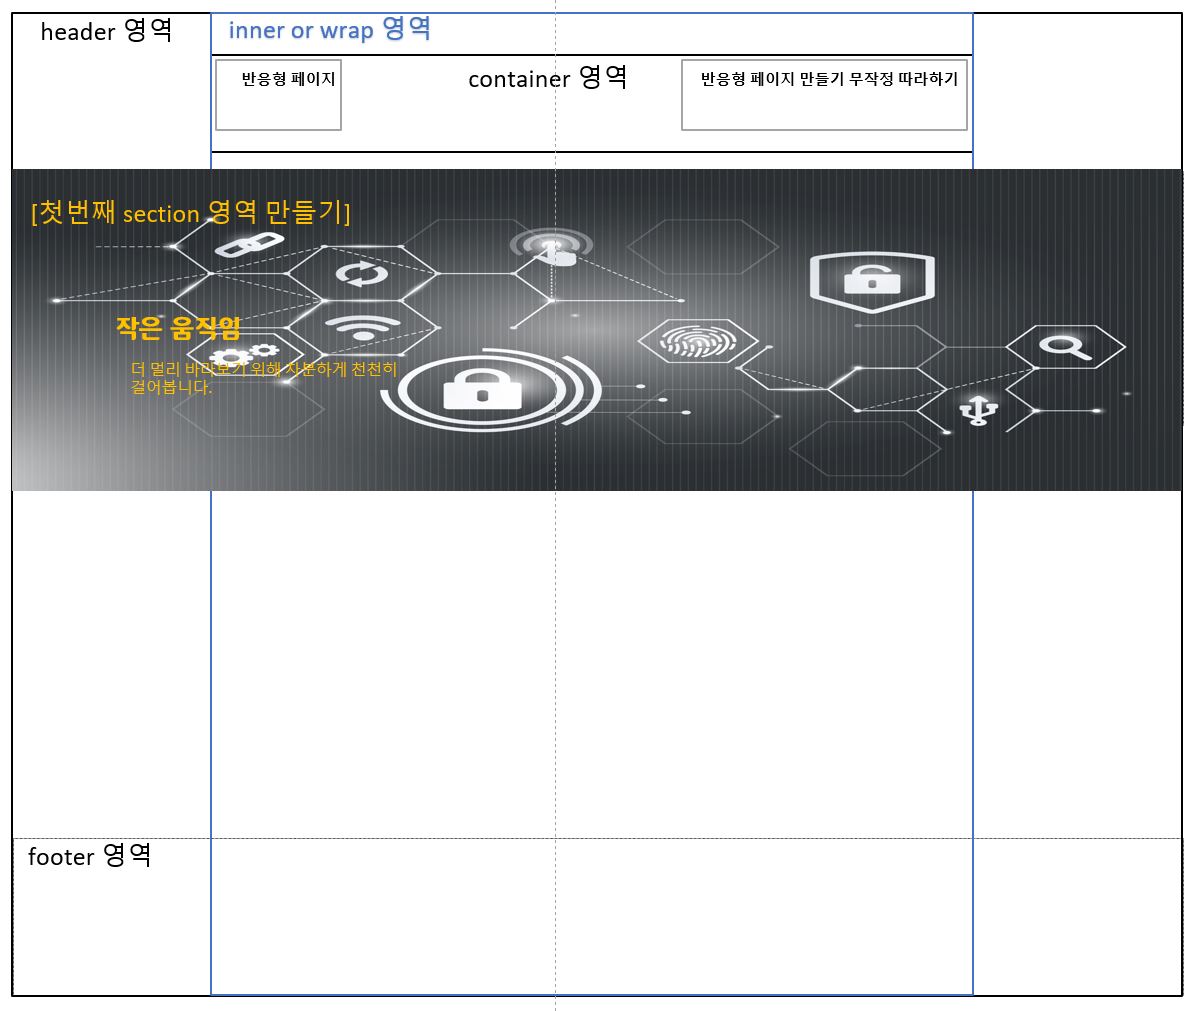 header 영역
inner or wrap 영역
반응형 페이지
container 영역
반응형 페이지 만들기 무작정 따라하기
[첫번째 section 영역 만들기]
작은 움직임
더 멀리 바라보기 위해 차분하게 천천히
걸어봅니다.
footer 영역